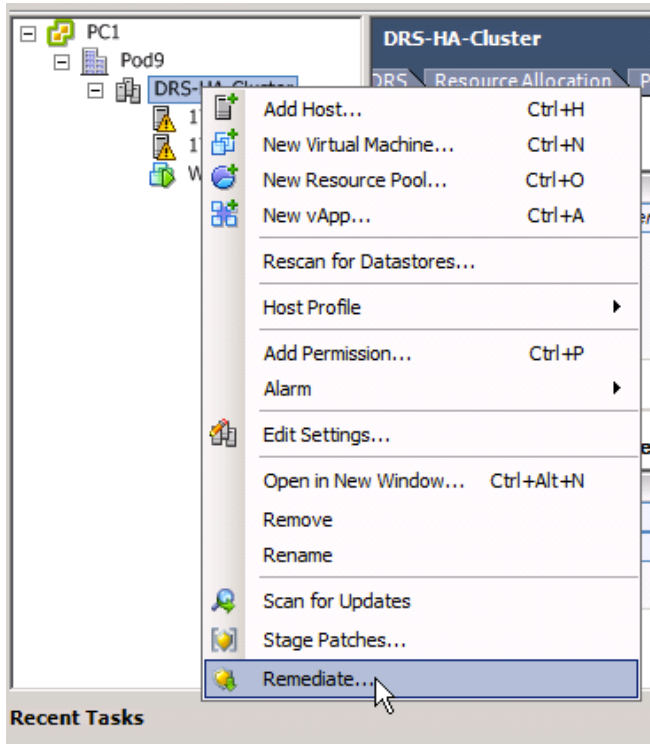 PC1
Pod9
DRS-HA-Cluster
DRS-HA-Cluster
DRS Resource Allocation P
Add Host... Ctrl+H
New Virtual Machine... Ctrl+N
New Resource Pool... Ctrl+O
New vApp... Ctrl+A
Rescan for Datastores...
Host Profile
Add Permission... Ctrl+P
Alarm
Edit Settings...
Open in New Window... Ctrl+Alt+N
Remove
Rename
Scan for Updates
Stage Patches...
Remediate...
Recent Tasks